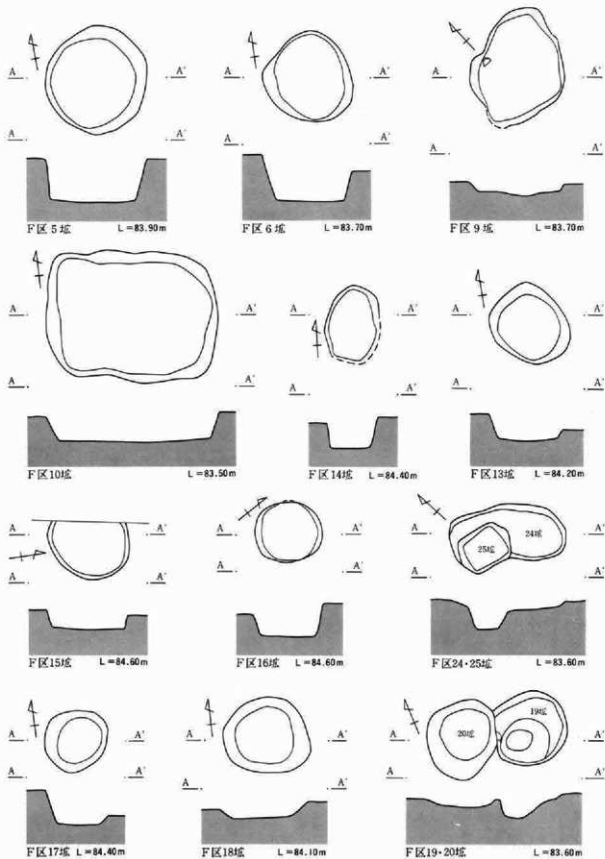 A A' A A' A A'
A A' A A' A A'
F区5坑 L=83.90m F区6坑 L=83.70m F区9坑 L=83.70m
A A' A A' A A'
A A' A A' A A'
F区10坑 L=83.50m F区14坑 L=84.40m F区13坑 L=84.20m
A A' A A' A A'
24坑
25坑
A A' A A' A A'
F区15坑 L=84.60m F区16坑 L=84.60m F区24・25坑 L=83.60m
19坑
A A' A A' 20坑 A A'
A A' A A' A A'
F区17坑 L=84.40m F区18坑 L=84.10m F区19・20坑 L=83.60m